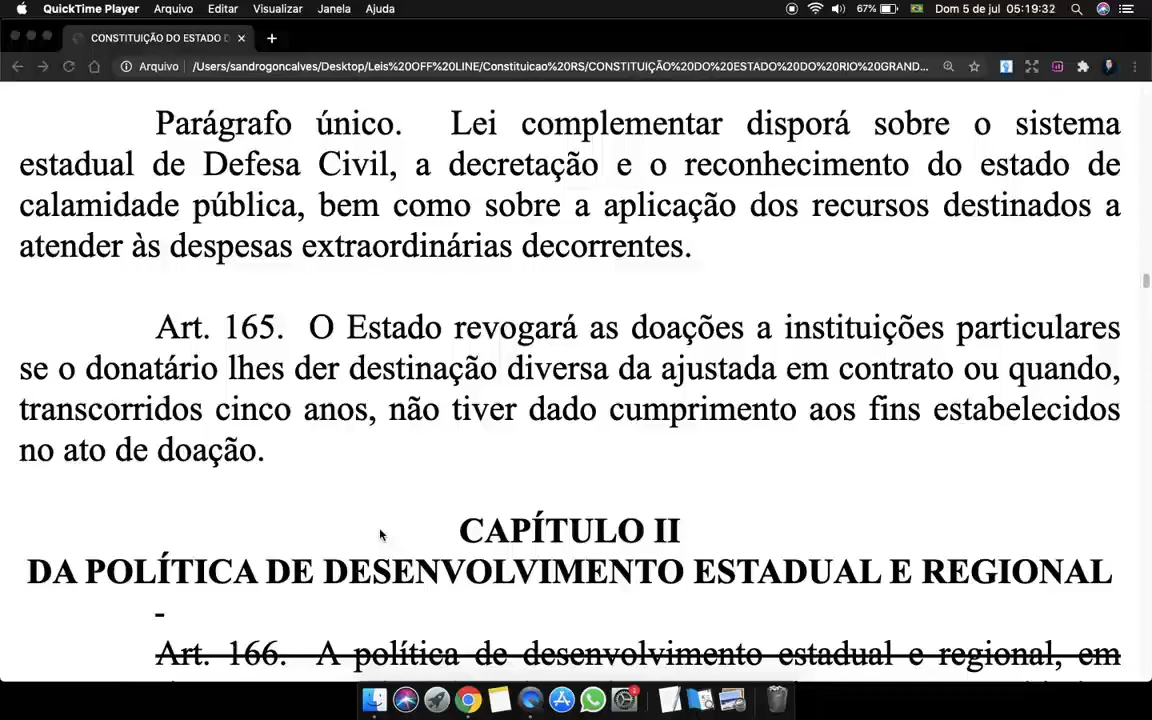 QuickTime Player Arquivo Editar Visualizar Janela Ajuda 67% Dom 5 de jul 05:19:32
CONSTITUIÇÃO DO ESTADO D
Arquivo /Users/sandrogoncalves/Desktop/Leis%20OFF%20LINE/Constituicao%20RS/CONSTITUIÇÃO%20DO%20ESTADO%20DO%20RIO%20GRAND...
Parágrafo único. Lei complementar disporá sobre o sistema
estadual de Defesa Civil, a decretação e o reconhecimento do estado de
calamidade pública, bem como sobre a aplicação dos recursos destinados a
atender às despesas extraordinárias decorrentes.
Art. 165. O Estado revogará as doações a instituições particulares
se o donatário lhes der destinação diversa da ajustada em contrato ou quando,
transcorridos cinco anos, não tiver dado cumprimento aos fins estabelecidos
no ato de doação.
CAPÍTULO II
DA POLÍTICA DE DESENVOLVIMENTO ESTADUAL E REGIONAL
-
Art. 166. A política de desenvolvimento estadual e regional, em